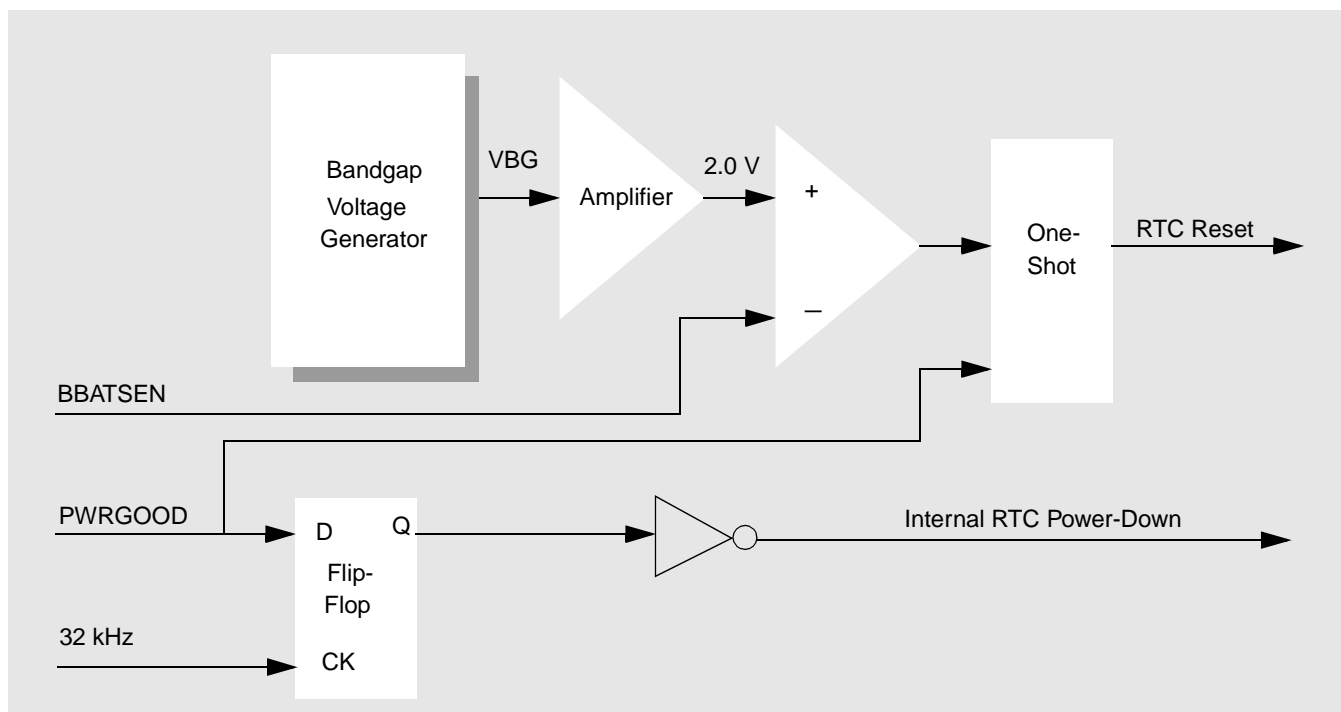 Bandgap
Voltage
Generator
VBG
Amplifier
2.0 V
+
–
One-
Shot
RTC Reset
BBATSEN
PWRGOOD
D
Q
Flip-
Flop
CK
32 kHz
Internal RTC Power-Down